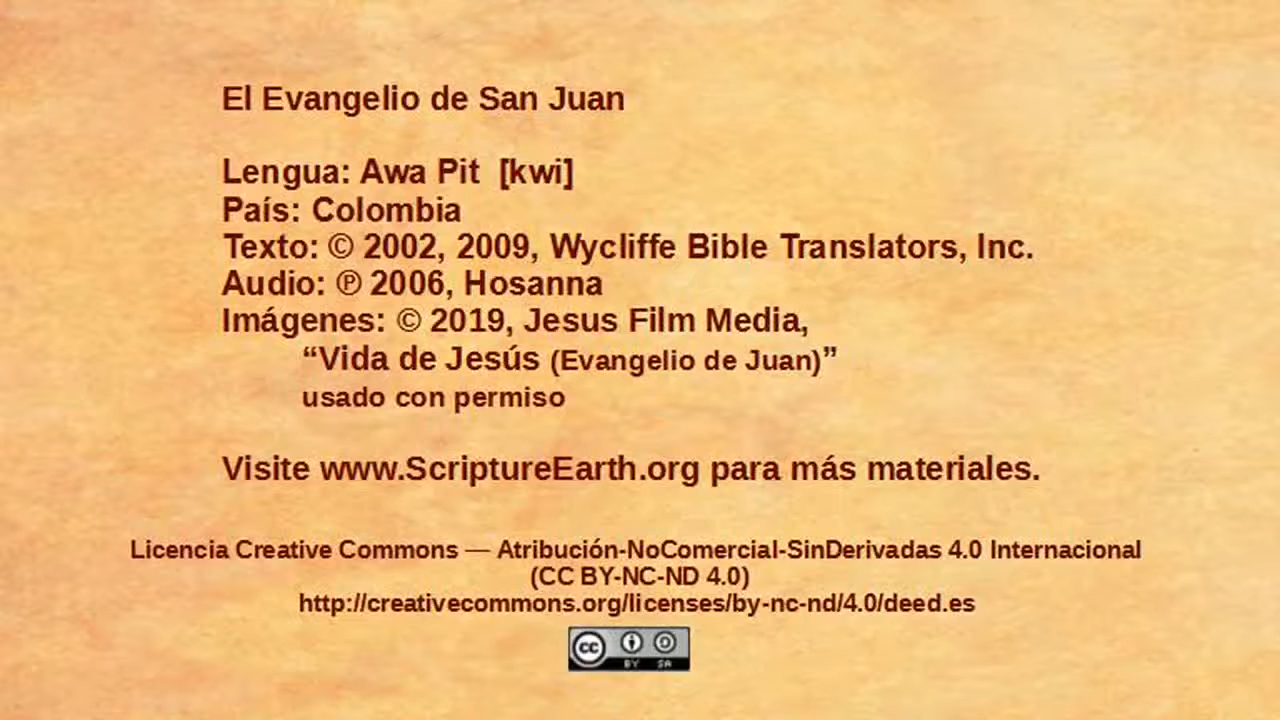 El Evangelio de San Juan
Lengua: Awa Pit [kwi]
País: Colombia
Texto: © 2002, 2009, Wycliffe Bible Translators, Inc.
Audio: ℗ 2006, Hosanna
Imágenes: © 2019, Jesus Film Media,
“Vida de Jesús (Evangelio de Juan)”
usado con permiso
Visite www.ScriptureEarth.org para más materiales.
Licencia Creative Commons — Atribución-NoComercial-SinDerivadas 4.0 Internacional
(CC BY-NC-ND 4.0)
http://creativecommons.org/licenses/by-nc-nd/4.0/deed.es
cc BY SA